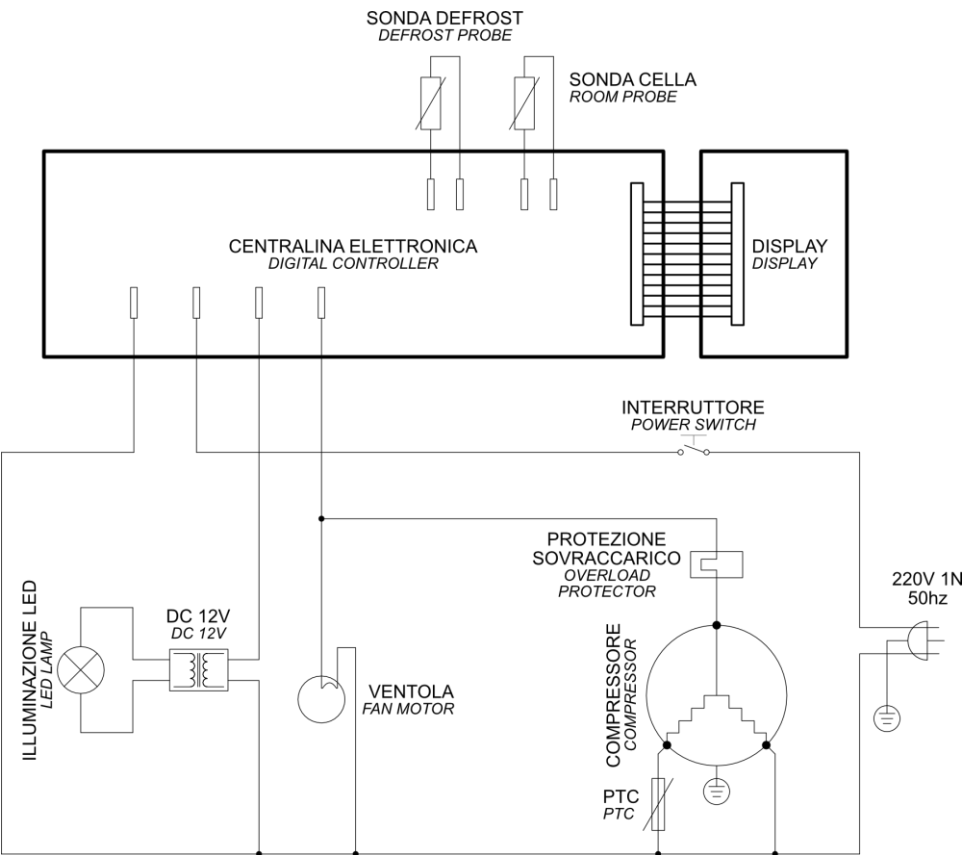 SONDA DEFROST
DEFROST PROBE
SONDA CELLA
ROOM PROBE
CENTRALINA ELETTRONICA
DIGITAL CONTROLLER
DISPLAY
DISPLAY
INTERRUTTORE
POWER SWITCH
PROTEZIONE
SOVRACCARICO
OVERLOAD
PROTECTOR
220V 1N
50hz
ILLUMINAZIONE LED
LED LAMP
DC 12V
DC 12V
VENTOLA
FAN MOTOR
COMPRESSORE
COMPRESSOR
PTC
PTC